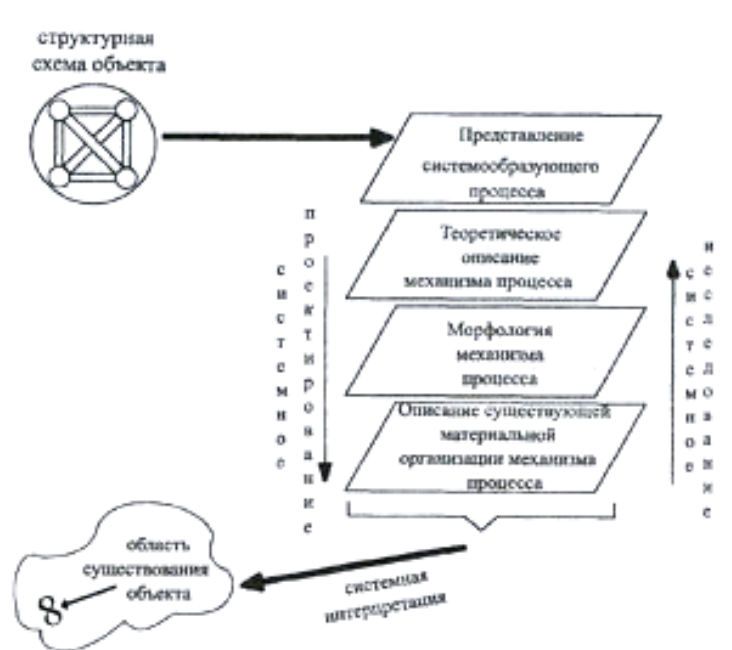 структурная
схема объекта
Представление
системообразующего
процесса
Теоретическое
описание
механизма процесса
Морфология
механизма
процесса
Описание существующей
материальной
организации механизма
процесса
системное
проектирование
системное
исследование
область
существования
объекта
8
системная
интерпретация